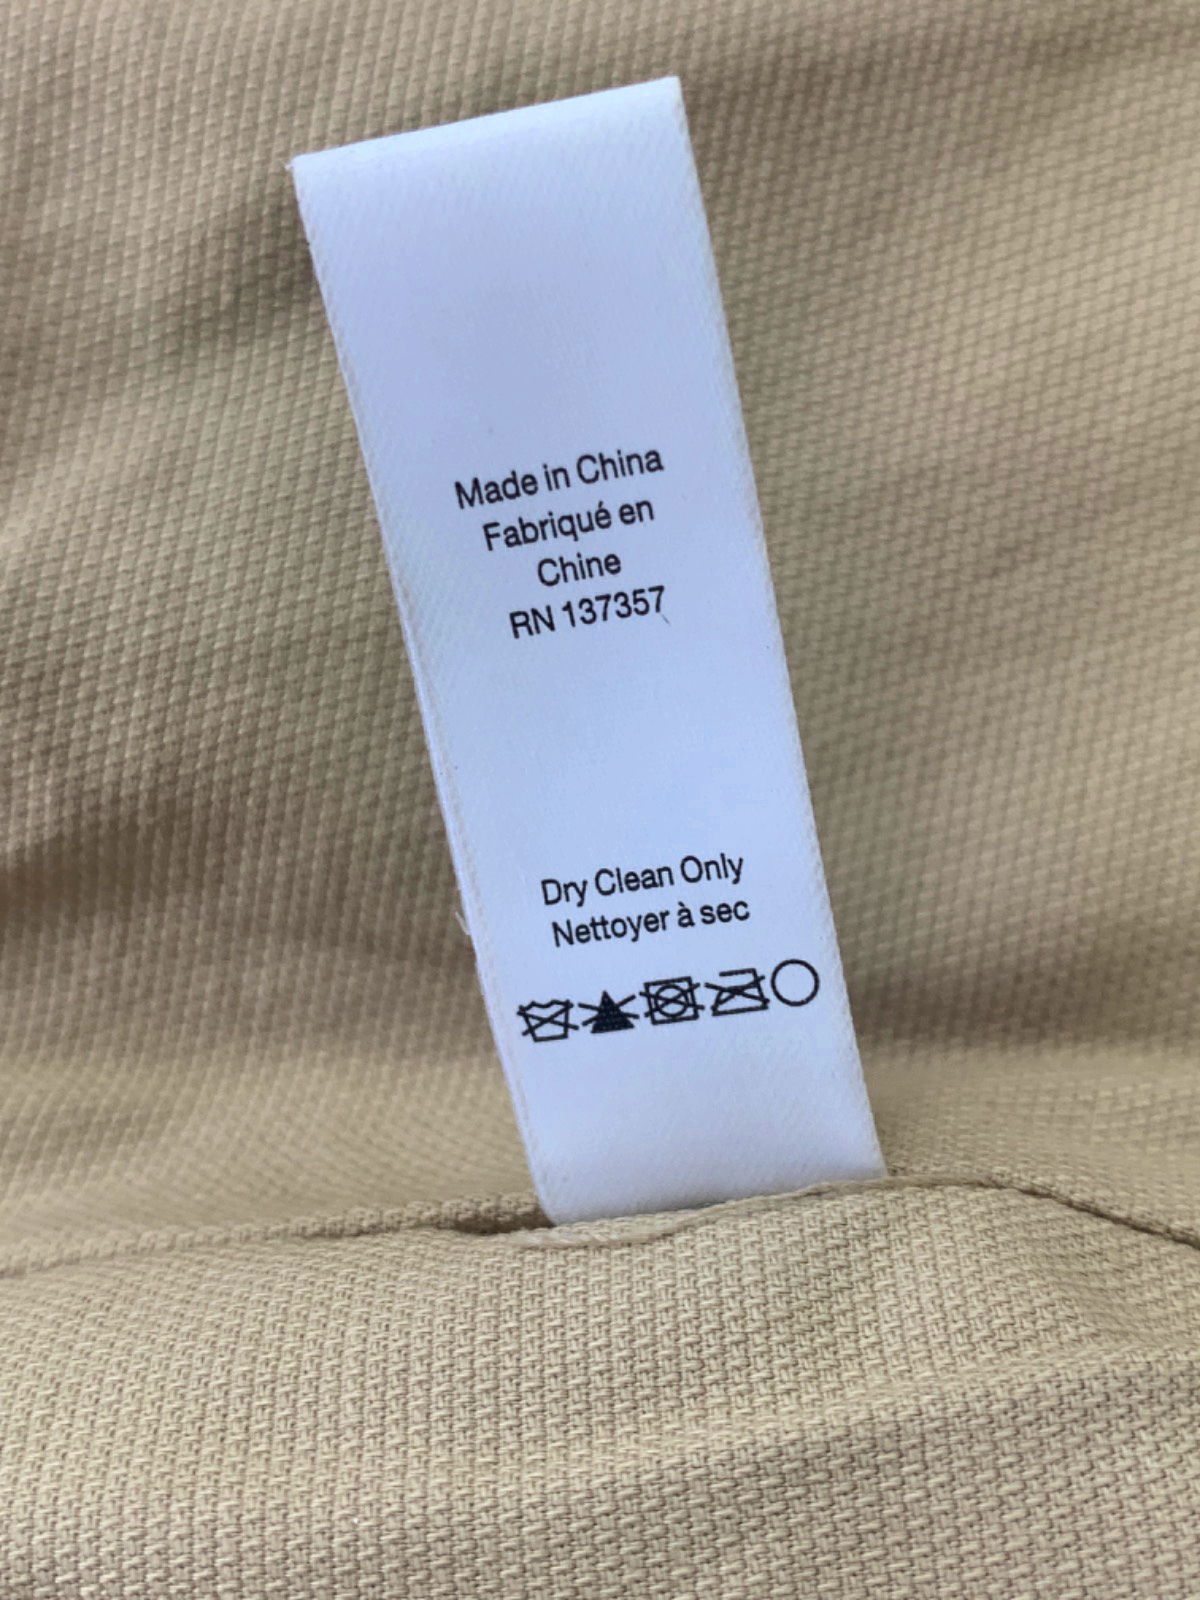 Made in China
Fabriqué en
Chine
RN 137357
Dry Clean Only
Nettoyer à sec